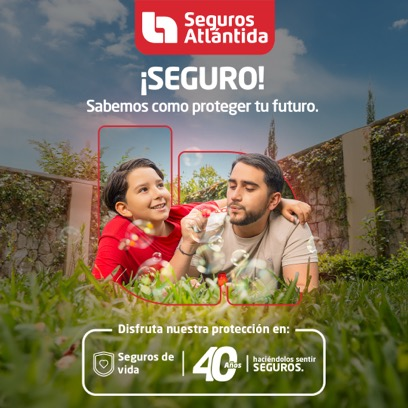 Seguros
Atlántida
¡SEGURO!
Sabemos como proteger tu futuro.
Disfruta nuestra protección en:
Seguros de
vida
40 Años
haciéndolos sentir
SEGUROS.